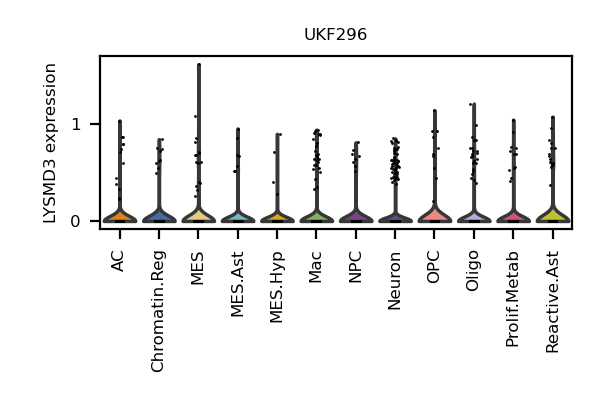 UKF296
LYSMD3 expression
1
0
AC
Chromatin.Reg
MES
MES.Ast
MES.Hyp
Mac
NPC
Neuron
OPC
Oligo
Prolif.Metab
Reactive.Ast